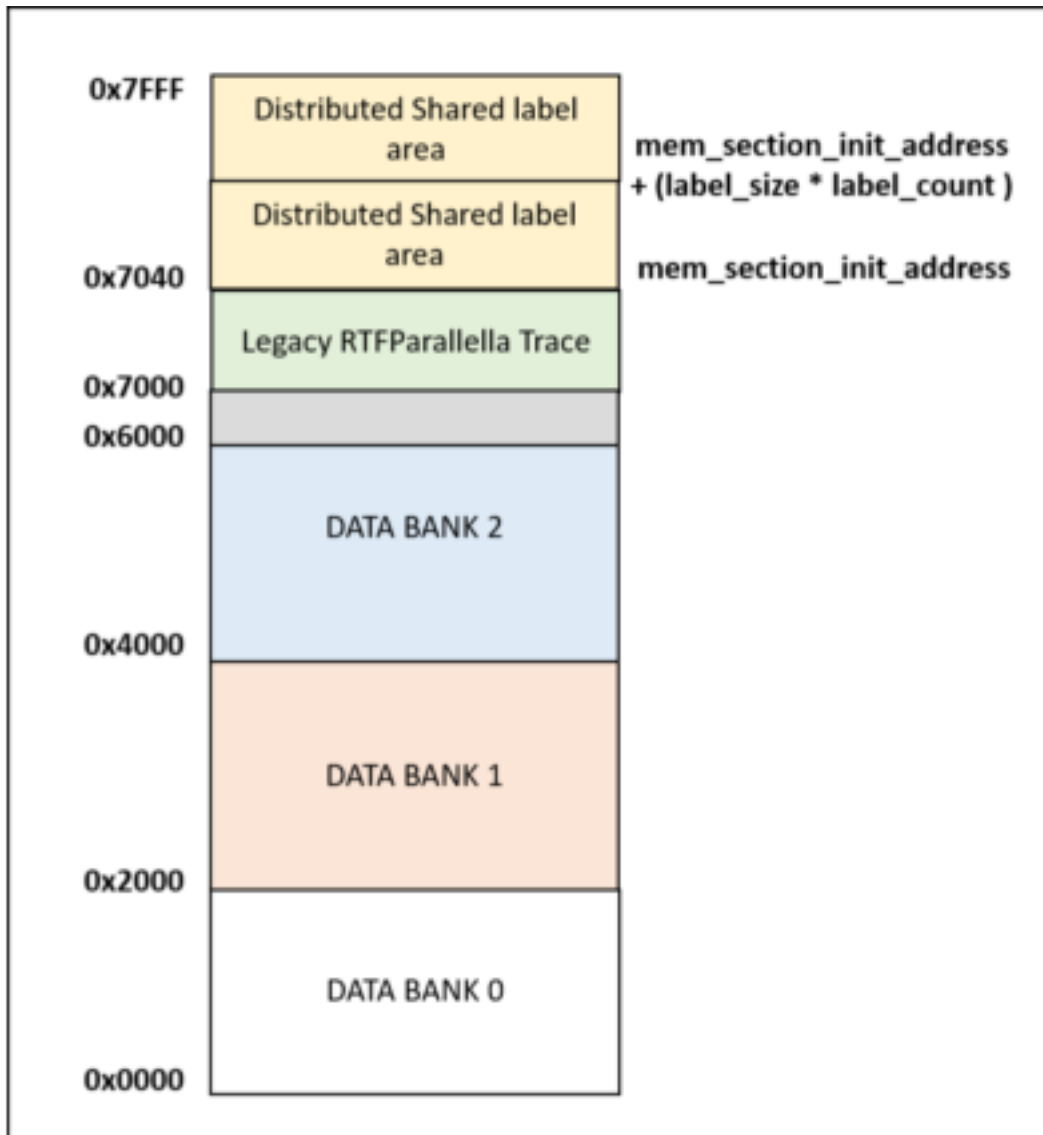 0x7FFF
Distributed Shared label
area
mem_section_init_address
+ (label_size * label_count )
Distributed Shared label
area
mem_section_init_address
0x7040
Legacy RTFParallella Trace
0x7000
0x6000
DATA BANK 2
0x4000
DATA BANK 1
0x2000
DATA BANK 0
0x0000